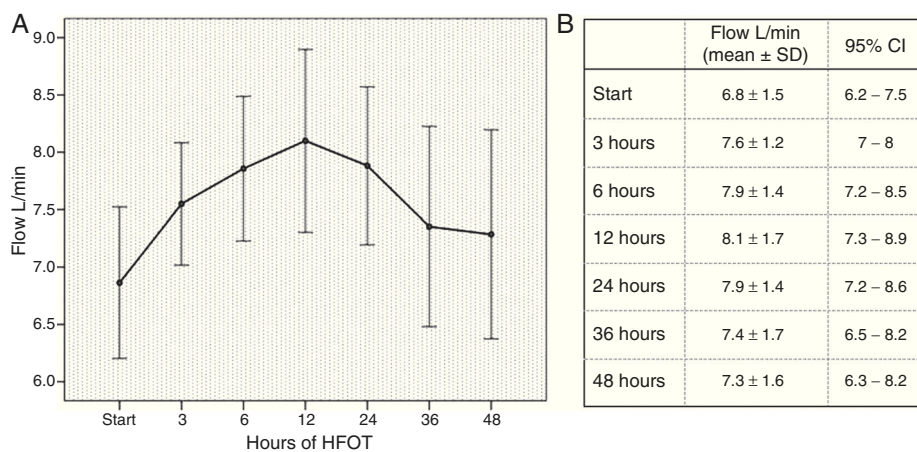 A
9.0
8.5
8.0
7.5
7.0
6.5
6.0
Flow L/min
Start 3 6 12 24 36 48
Hours of HFOT
B
Flow L/min (mean ± SD) 95% CI
Start 6.8 ± 1.5 6.2 – 7.5
3 hours 7.6 ± 1.2 7 – 8
6 hours 7.9 ± 1.4 7.2 – 8.5
12 hours 8.1 ± 1.7 7.3 – 8.9
24 hours 7.9 ± 1.4 7.2 – 8.6
36 hours 7.4 ± 1.7 6.5 – 8.2
48 hours 7.3 ± 1.6 6.3 – 8.2